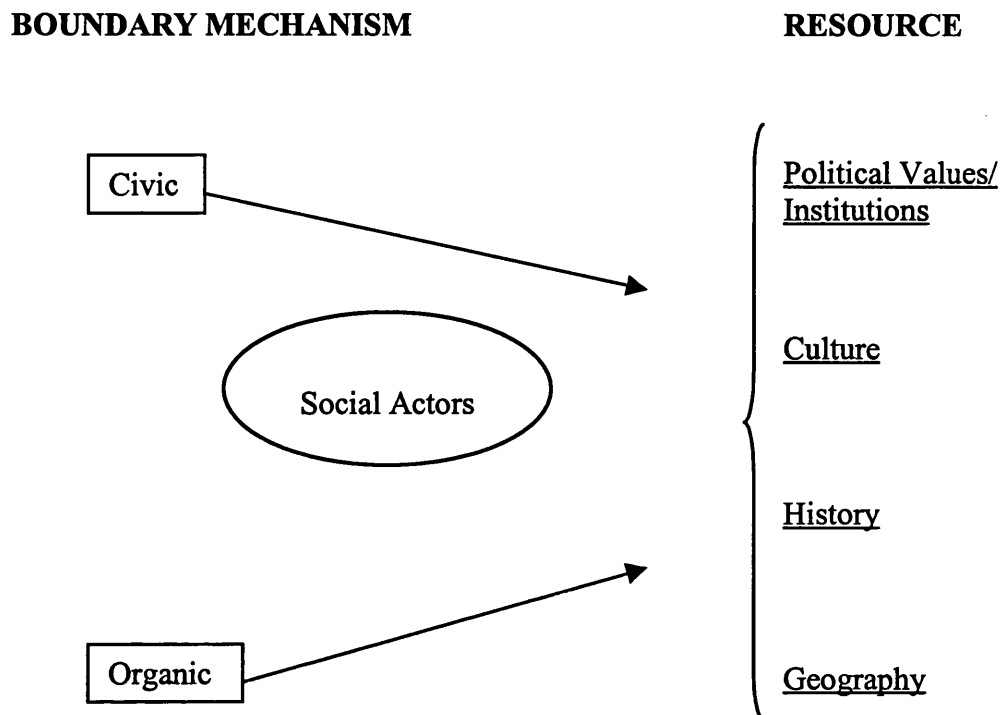 BOUNDARY MECHANISM
RESOURCE
Civic
Political Values/
Institutions
Social Actors
Culture
History
Organic
Geography